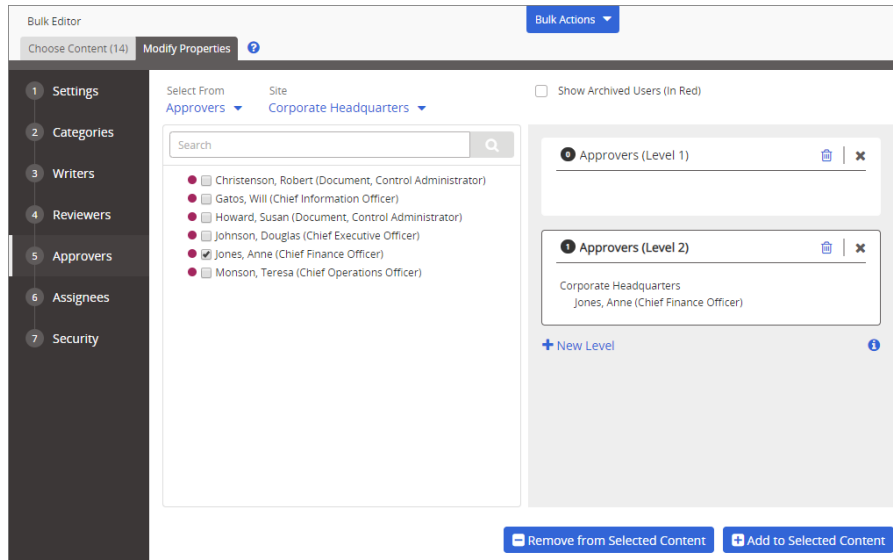 Bulk Editor
Bulk Actions
Choose Content (14)
Modify Properties
?
1 Settings
2 Categories
3 Writers
4 Reviewers
5 Approvers
6 Assignees
7 Security
Select From
Approvers
Site
Corporate Headquarters
Show Archived Users (In Red)
Search
Christenson, Robert (Document, Control Administrator)
Gatos, Will (Chief Information Officer)
Howard, Susan (Document, Control Administrator)
Johnson, Douglas (Chief Executive Officer)
Jones, Anne (Chief Finance Officer)
Monson, Teresa (Chief Operations Officer)
0 Approvers (Level 1)
1 Approvers (Level 2)
Corporate Headquarters
Jones, Anne (Chief Finance Officer)
+ New Level
Remove from Selected Content
Add to Selected Content